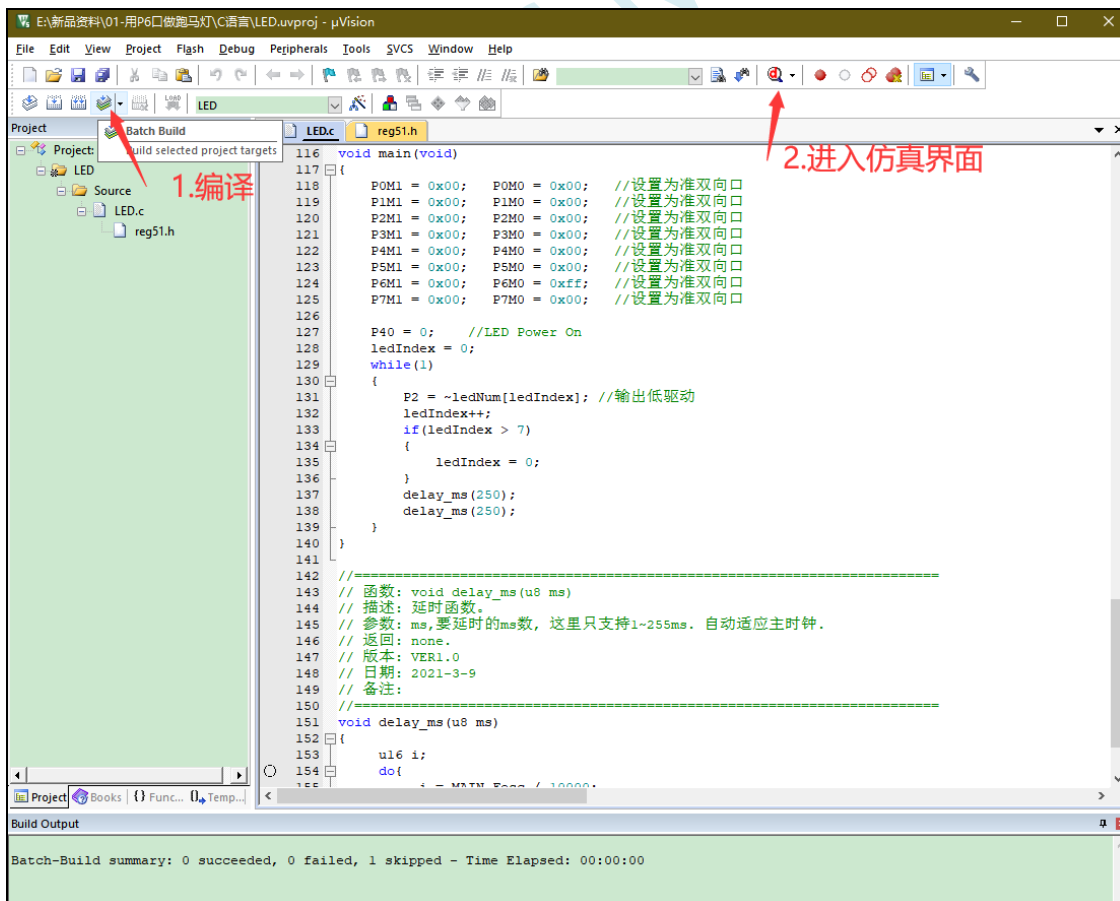 E:\新品资料\01-用P6口做跑马灯\C语言\LED.uvproj - µVision
File Edit View Project Flash Debug Peripherals Tools SVCS Window Help
LOAD LED
Project
Batch Build
Build selected project targets
LED.c reg51.h
Project:
LED
Source
LED.c
reg51.h
1.编译
2.进入仿真界面
116 void main(void)
117 {
118 P0M1 = 0x00; P0M0 = 0x00; //设置为准双向口
119 P1M1 = 0x00; P1M0 = 0x00; //设置为准双向口
120 P2M1 = 0x00; P2M0 = 0x00; //设置为准双向口
121 P3M1 = 0x00; P3M0 = 0x00; //设置为准双向口
122 P4M1 = 0x00; P4M0 = 0x00; //设置为准双向口
123 P5M1 = 0x00; P5M0 = 0x00; //设置为准双向口
124 P6M1 = 0x00; P6M0 = 0xff; //设置为准双向口
125 P7M1 = 0x00; P7M0 = 0x00; //设置为准双向口
126
127 P40 = 0; //LED Power On
128 ledIndex = 0;
129 while(1)
130 {
131 P2 = ~ledNum[ledIndex]; //输出低驱动
132 ledIndex++;
133 if(ledIndex > 7)
134 {
135 ledIndex = 0;
136 }
137 delay_ms(250);
138 delay_ms(250);
139 }
140 }
141
142 //========================================================================
143 // 函数: void delay_ms(u8 ms)
144 // 描述: 延时函数。
145 // 参数: ms,要延时的ms数, 这里只支持1~255ms. 自动适应主时钟.
146 // 返回: none.
147 // 版本: VER1.0
148 // 日期: 2021-3-9
149 // 备注:
150 //========================================================================
151 void delay_ms(u8 ms)
152 {
153 u16 i;
154 do{
155 i = MAIN_Fosc / 10000;
Project Books {} Func... Temp...
Build Output
Batch-Build summary: 0 succeeded, 0 failed, 1 skipped - Time Elapsed: 00:00:00